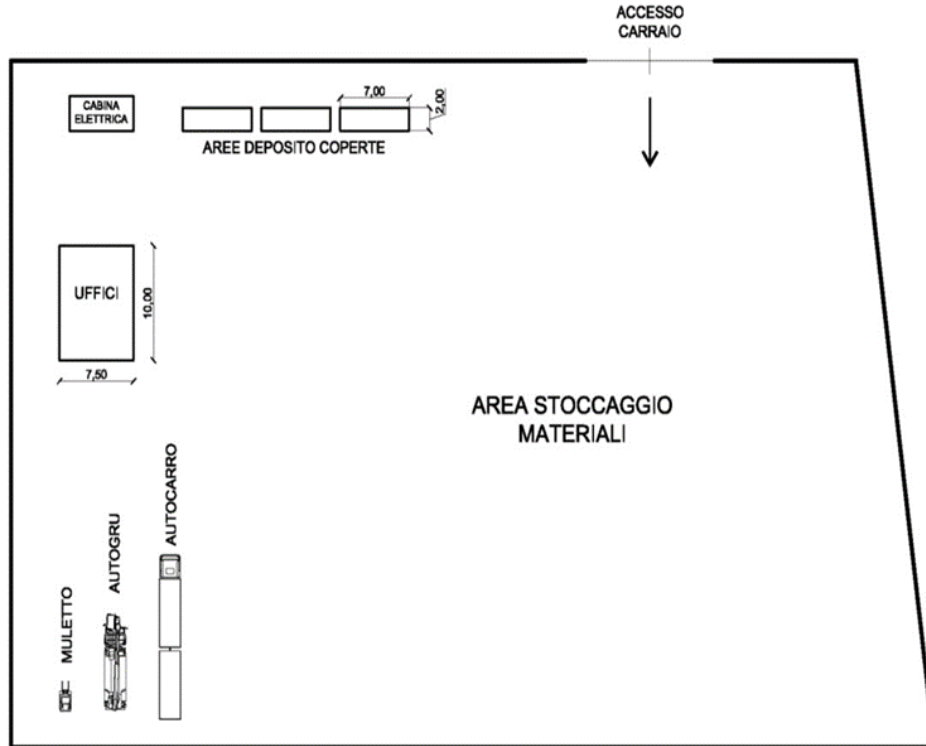 ACCESSO
CARRAIO
CABINA
ELETTRICA
7,00
2,00
AREE DEPOSITO COPERTE
UFFICI
10,00
7,50
AREA STOCCAGGIO
MATERIALI
MULETTO
AUTOGRU
AUTOCARRO